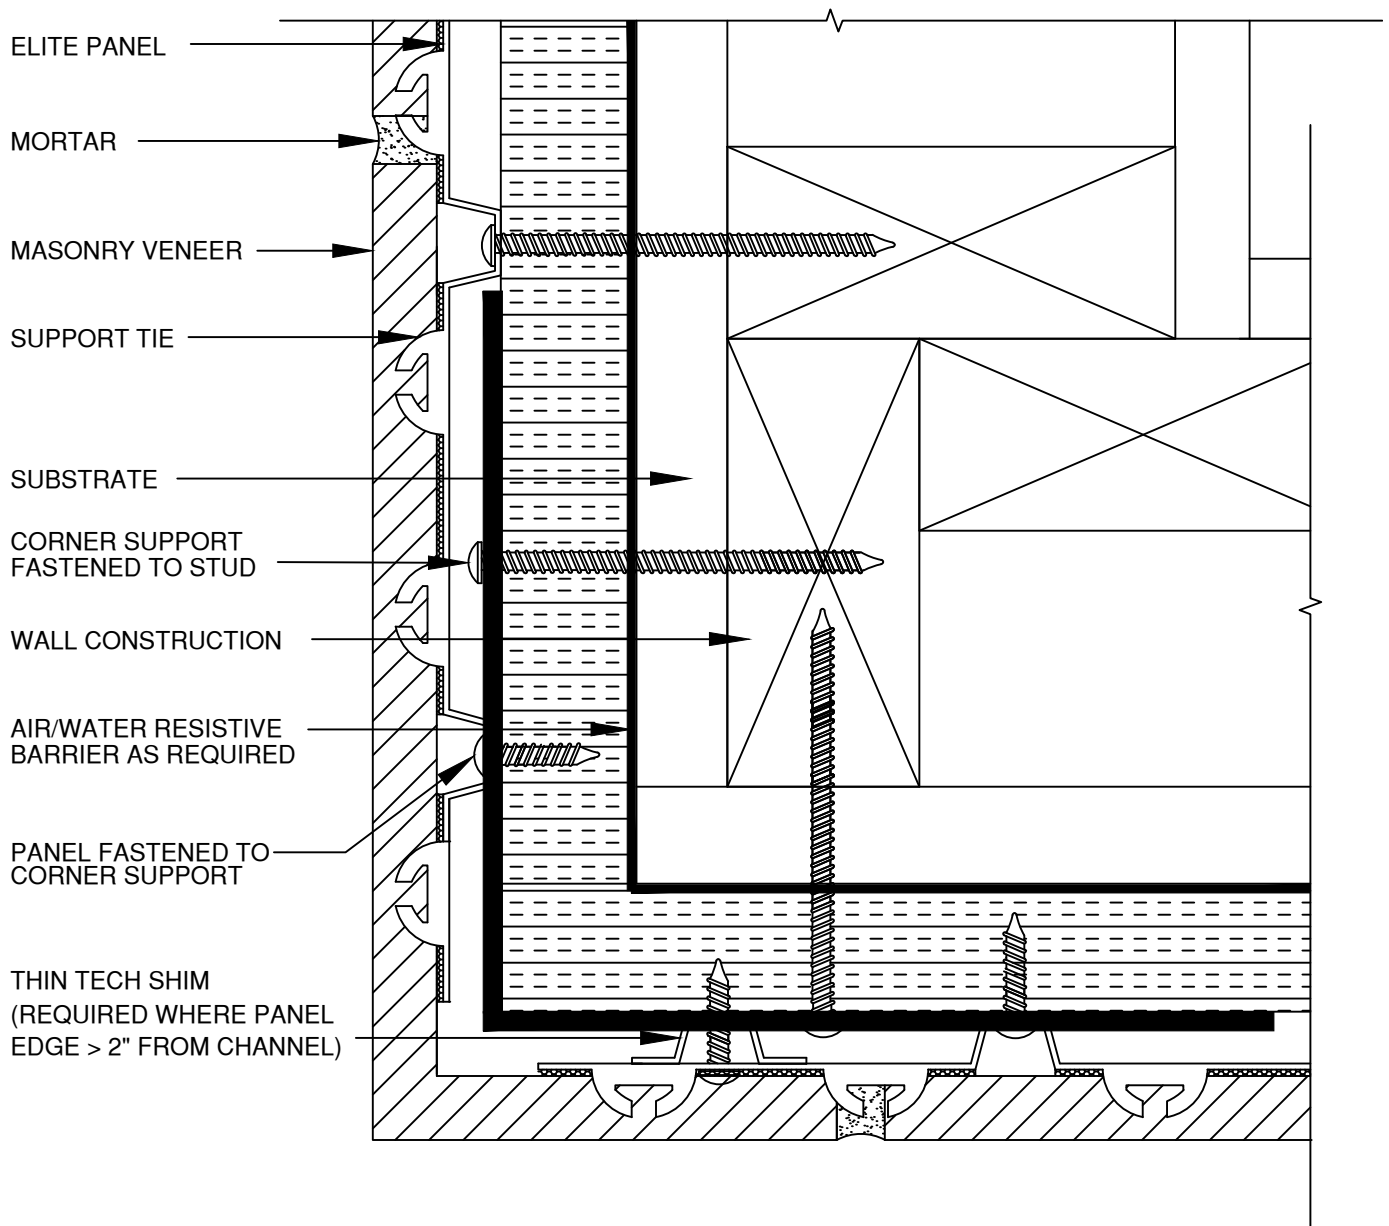 ELITE PANEL
MORTAR
MASONRY VENEER
SUPPORT TIE
SUBSTRATE
CORNER SUPPORT
FASTENED TO STUD
WALL CONSTRUCTION
AIR/WATER RESISTIVE
BARRIER AS REQUIRED
PANEL FASTENED TO
CORNER SUPPORT
THIN TECH SHIM
(REQUIRED WHERE PANEL
EDGE > 2" FROM CHANNEL)